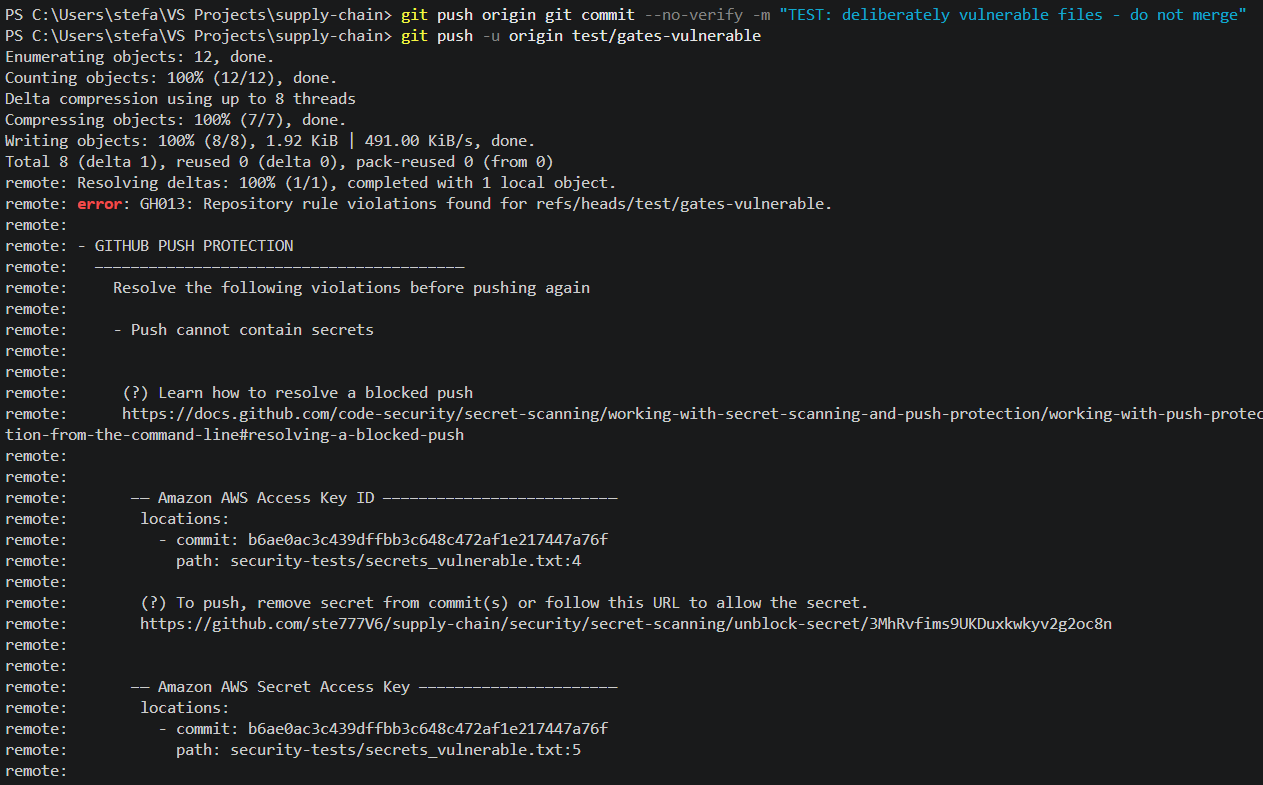 PS C:\Users\stefa\VS Projects\supply-chain> git push origin git commit --no-verify -m "TEST: deliberately vulnerable files - do not merge"
PS C:\Users\stefa\VS Projects\supply-chain> git push -u origin test/gates-vulnerable
Enumerating objects: 12, done.
Counting objects: 100% (12/12), done.
Delta compression using up to 8 threads
Compressing objects: 100% (7/7), done.
Writing objects: 100% (8/8), 1.92 KiB | 491.00 KiB/s, done.
Total 8 (delta 1), reused 0 (delta 0), pack-reused 0 (from 0)
remote: Resolving deltas: 100% (1/1), completed with 1 local object.
remote: error: GH013: Repository rule violations found for refs/heads/test/gates-vulnerable.
remote:
remote: - GITHUB PUSH PROTECTION
remote:   —————————————————————————————————————————
remote:     Resolve the following violations before pushing again
remote:
remote:     - Push cannot contain secrets
remote:
remote:
remote:      (?) Learn how to resolve a blocked push
remote:      https://docs.github.com/code-security/secret-scanning/working-with-secret-scanning-and-push-protection/working-with-push-protec
tion-from-the-command-line#resolving-a-blocked-push
remote:
remote:
remote:       —— Amazon AWS Access Key ID ——————————————————————————
remote:        locations:
remote:          - commit: b6ae0ac3c439dffbb3c648c472af1e217447a76f
remote:            path: security-tests/secrets_vulnerable.txt:4
remote:
remote:        (?) To push, remove secret from commit(s) or follow this URL to allow the secret.
remote:        https://github.com/ste777V6/supply-chain/security/secret-scanning/unblock-secret/3MhRvfims9UKDuxkwkyv2g2oc8n
remote:
remote:
remote:       —— Amazon AWS Secret Access Key ——————————————————————
remote:        locations:
remote:          - commit: b6ae0ac3c439dffbb3c648c472af1e217447a76f
remote:            path: security-tests/secrets_vulnerable.txt:5
remote: